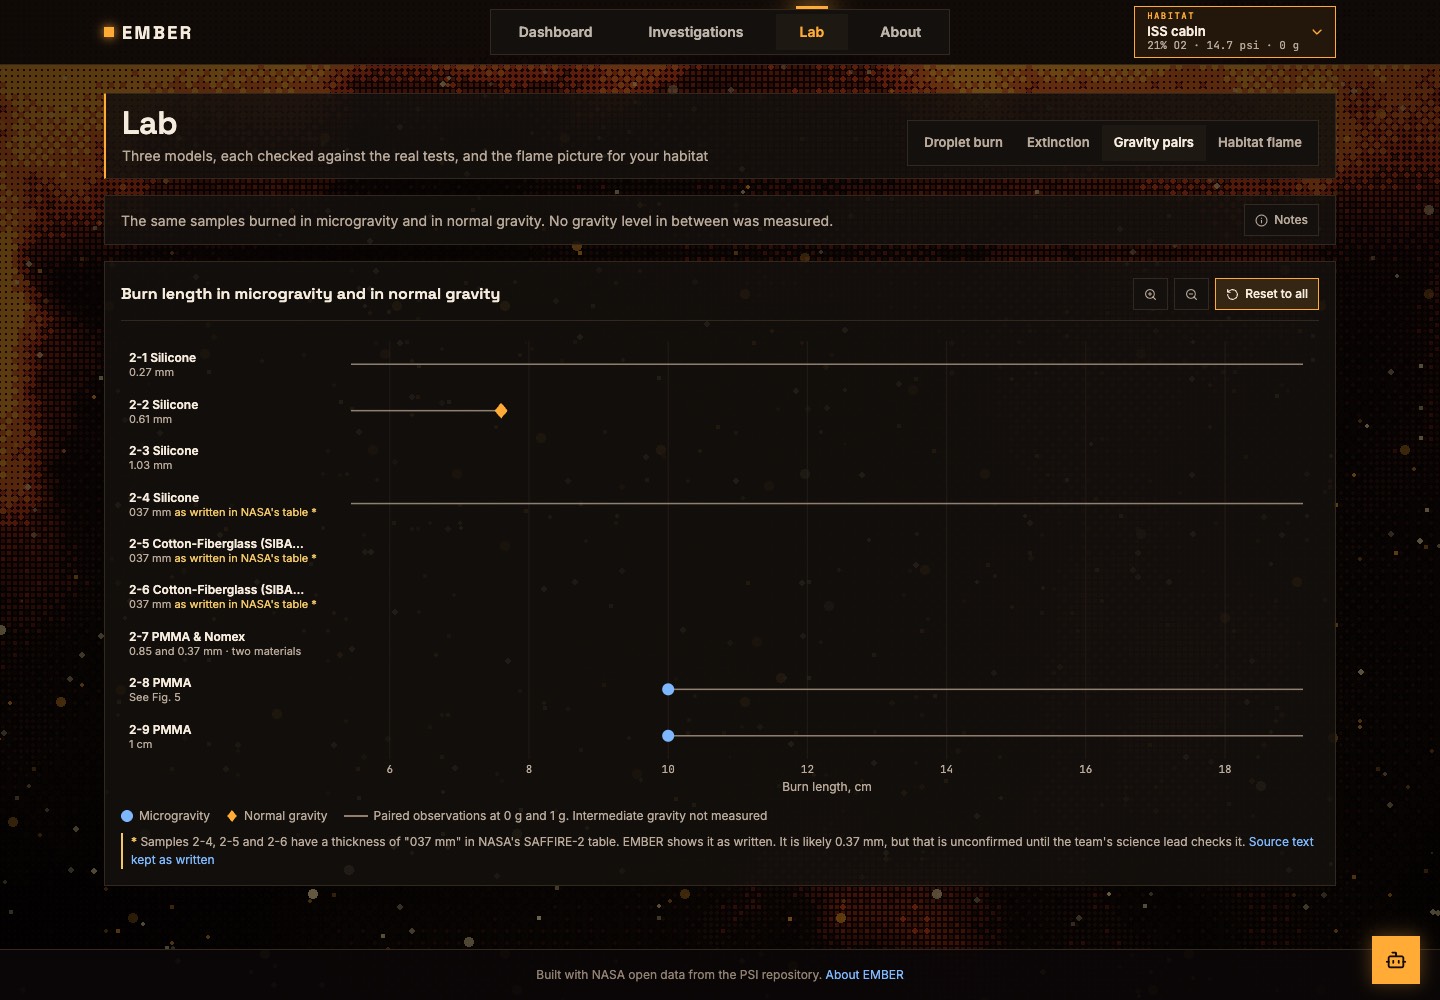 EMBER
Dashboard
Investigations
Lab
About
HABITAT
ISS cabin
21% O2 · 14.7 psi · 0 g
Lab
Three models, each checked against the real tests, and the flame picture for your habitat
Droplet burn
Extinction
Gravity pairs
Habitat flame
The same samples burned in microgravity and in normal gravity. No gravity level in between was measured.
Notes
Burn length in microgravity and in normal gravity
Reset to all
2-1 Silicone
0.27 mm
2-2 Silicone
0.61 mm
2-3 Silicone
1.03 mm
2-4 Silicone
037 mm as written in NASA's table *
2-5 Cotton-Fiberglass (SIBA...
037 mm as written in NASA's table *
2-6 Cotton-Fiberglass (SIBA...
037 mm as written in NASA's table *
2-7 PMMA & Nomex
0.85 and 0.37 mm · two materials
2-8 PMMA
See Fig. 5
2-9 PMMA
1 cm
6 8 10 12 14 16 18
Burn length, cm
Microgravity
Normal gravity
Paired observations at 0 g and 1 g. Intermediate gravity not measured
* Samples 2-4, 2-5 and 2-6 have a thickness of "037 mm" in NASA's SAFFIRE-2 table. EMBER shows it as written. It is likely 0.37 mm, but that is unconfirmed until the team's science lead checks it. Source text
kept as written
Built with NASA open data from the PSI repository. About EMBER